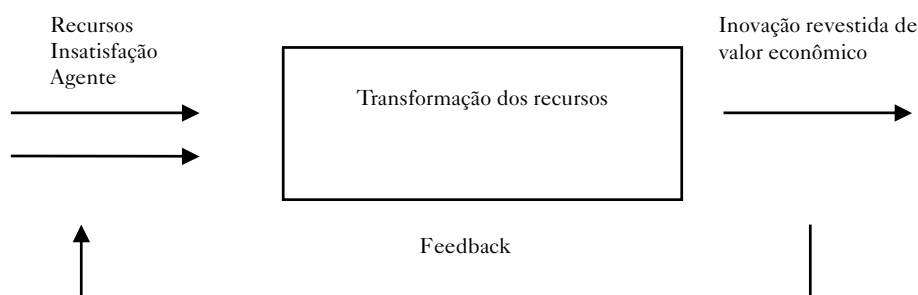 Recursos
Insatisfação
Agente
Transformação dos recursos
Inovação revestida de
valor econômico
Feedback